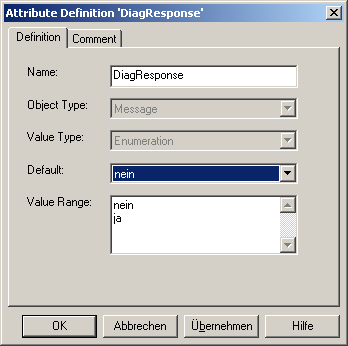 Attribute Definition 'DiagResponse'
Definition Comment
Name: DiagResponse
Object Type: Message
Value Type: Enumeration
Default: nein
Value Range: nein
ja
OK Abbrechen Übernehmen Hilfe